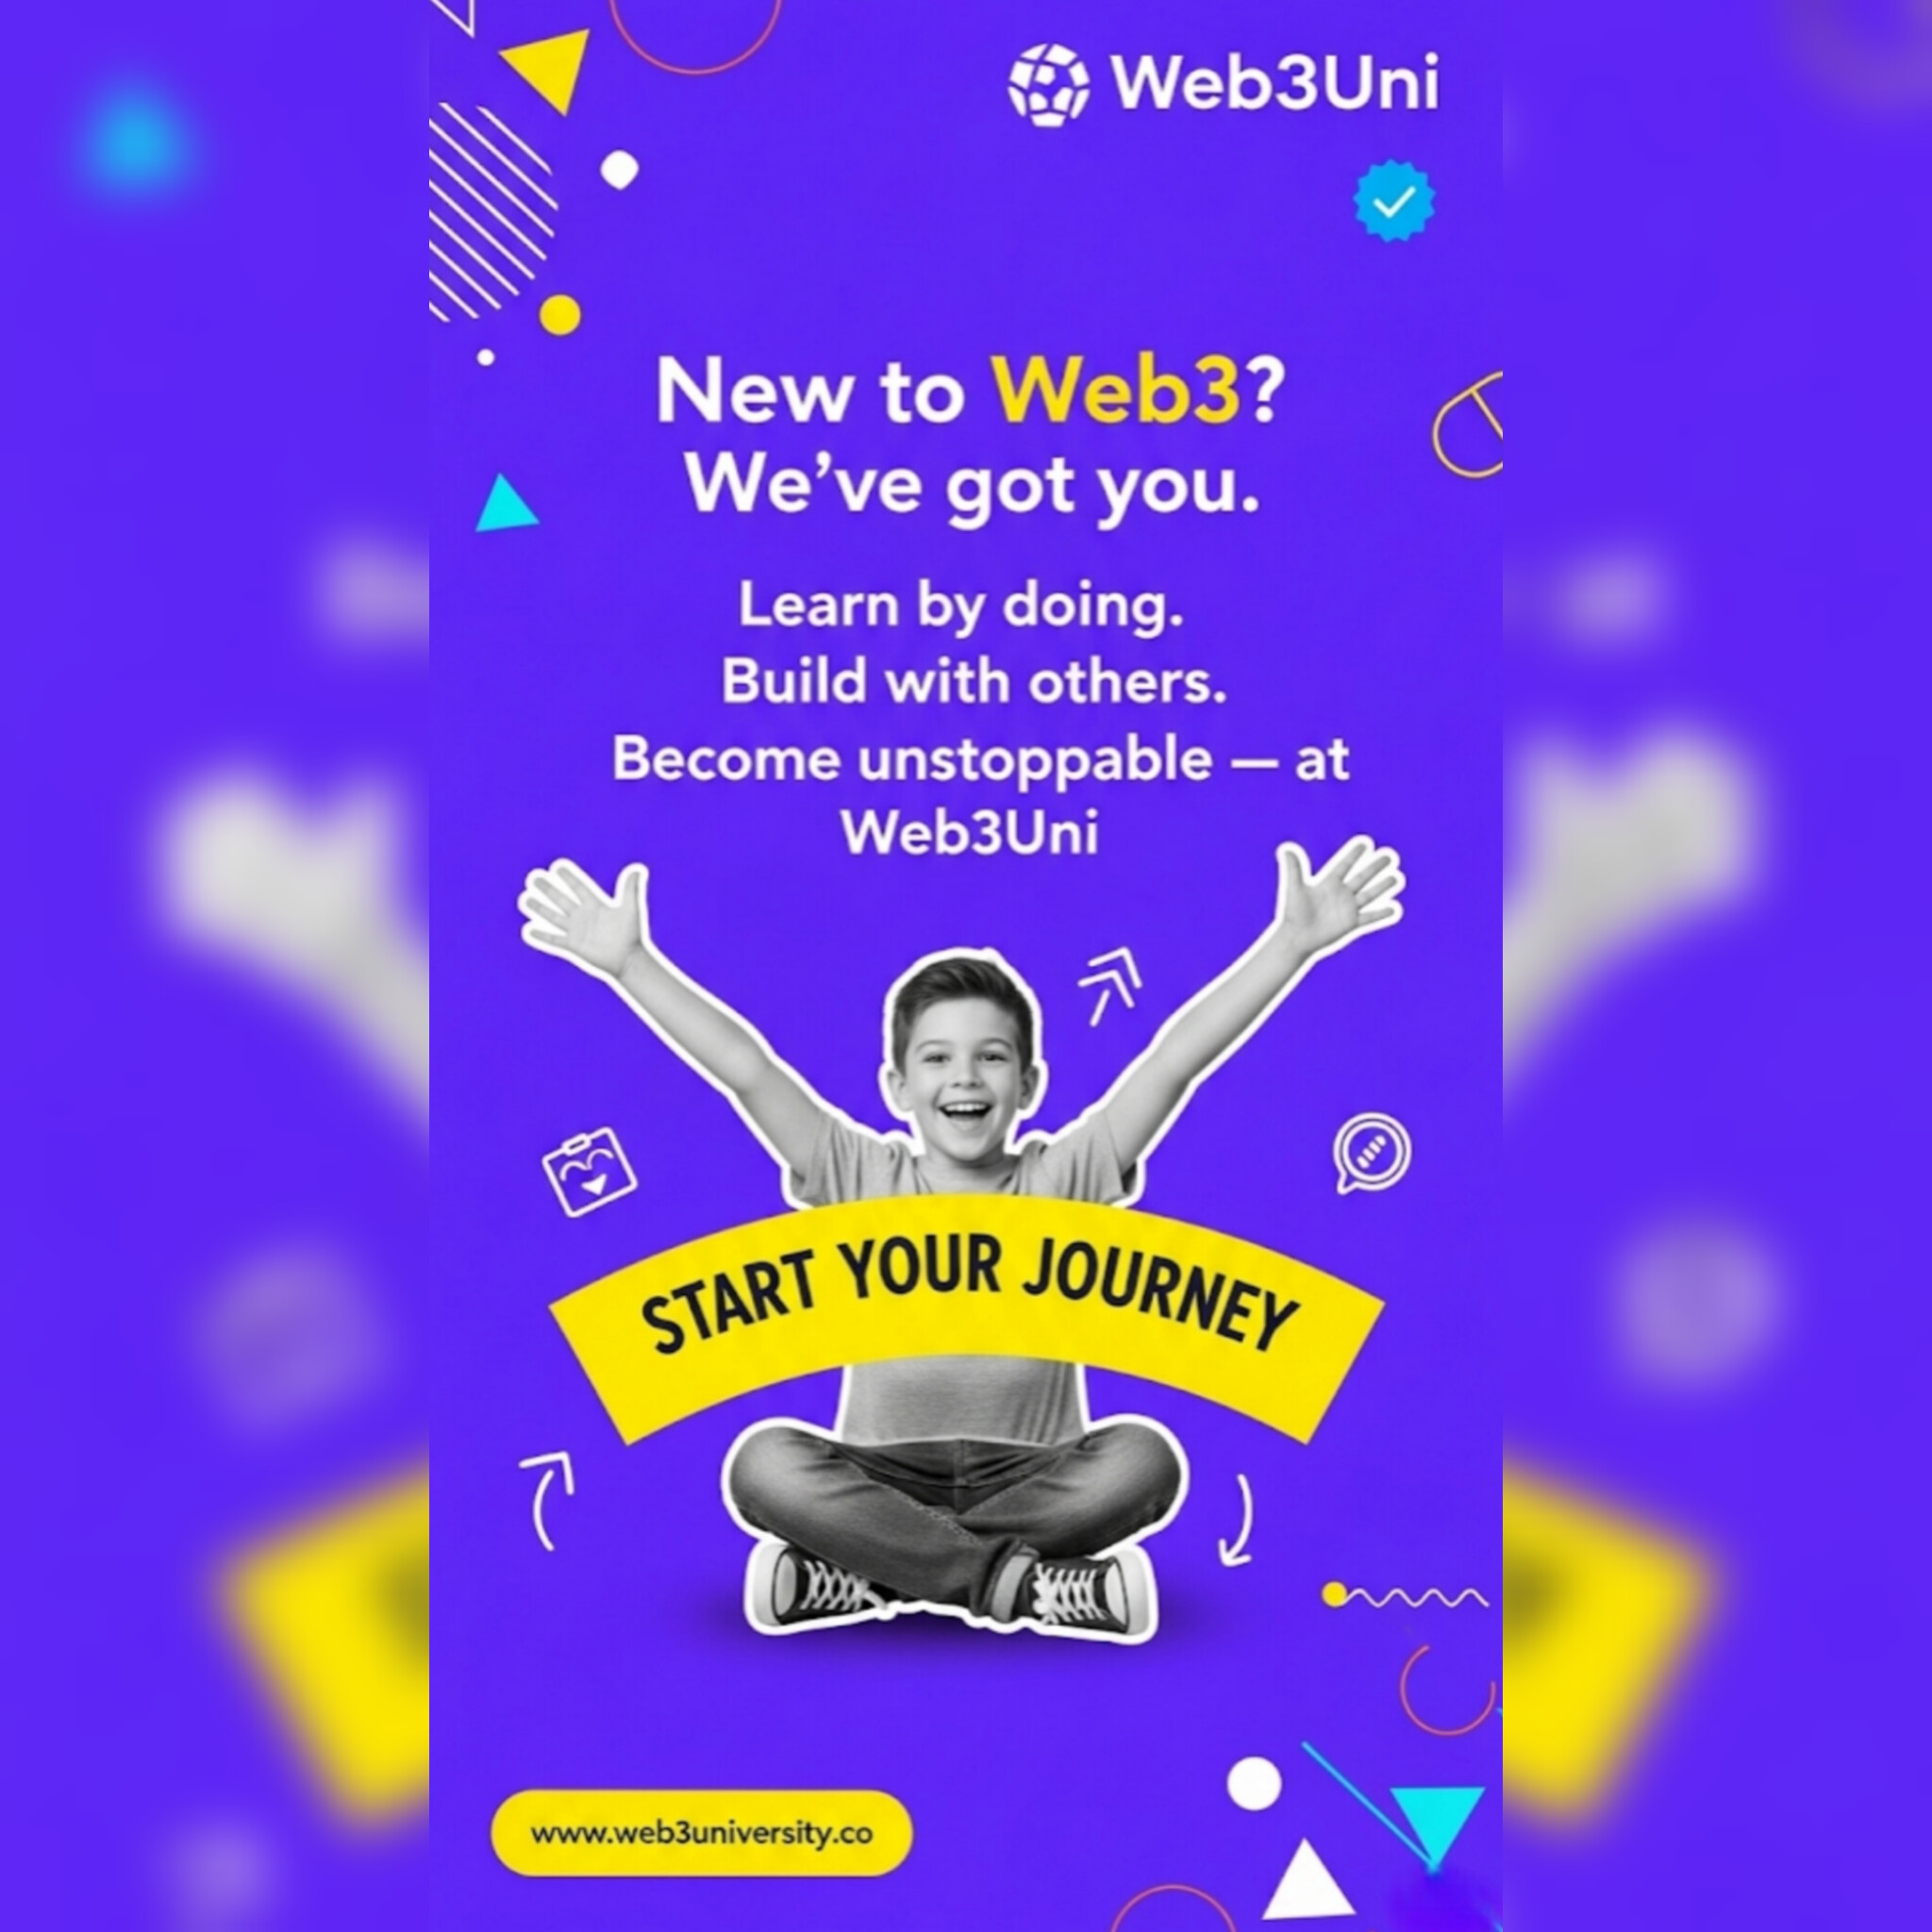 Web3Uni
New to Web3?
We’ve got you.
Learn by doing.
Build with others.
Become unstoppable — at
Web3Uni
START YOUR JOURNEY
www.web3university.co